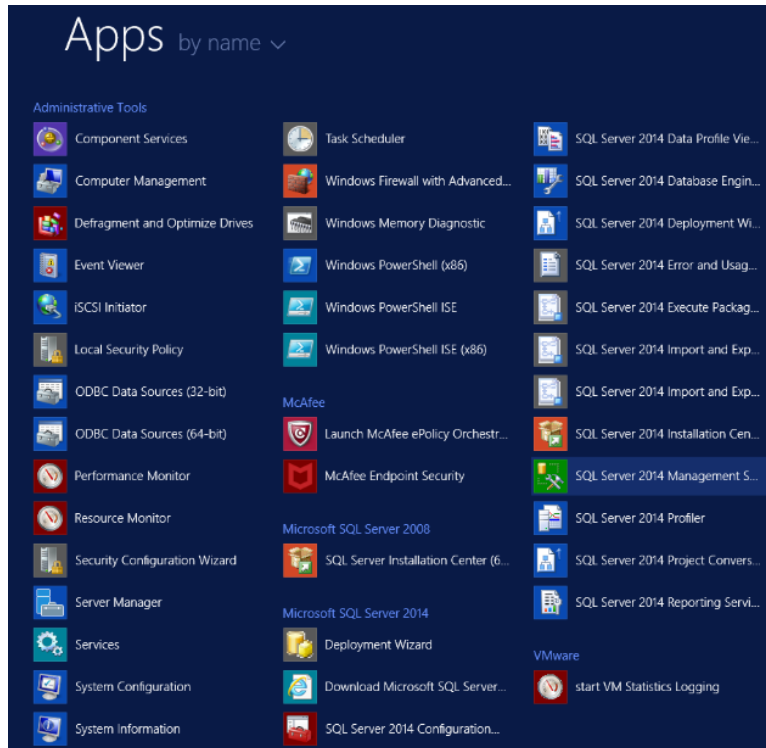 Apps by name
Administrative Tools
Component Services
Computer Management
Defragment and Optimize Drives
Event Viewer
iSCSI Initiator
Local Security Policy
ODBC Data Sources (32-bit)
ODBC Data Sources (64-bit)
Performance Monitor
Resource Monitor
Security Configuration Wizard
Server Manager
Services
System Configuration
System Information
Task Scheduler
Windows Firewall with Advanced...
Windows Memory Diagnostic
Windows PowerShell (x86)
Windows PowerShell ISE
Windows PowerShell ISE (x86)
McAfee
Launch McAfee ePolicy Orchestr...
McAfee Endpoint Security
Microsoft SQL Server 2008
SQL Server Installation Center (6...
Microsoft SQL Server 2014
Deployment Wizard
Download Microsoft SQL Server...
SQL Server 2014 Configuration...
SQL Server 2014 Data Profile Vie...
SQL Server 2014 Database Engin...
SQL Server 2014 Deployment Wi...
SQL Server 2014 Error and Usag...
SQL Server 2014 Execute Packag...
SQL Server 2014 Import and Exp...
SQL Server 2014 Import and Exp...
SQL Server 2014 Installation Cen...
SQL Server 2014 Management S...
SQL Server 2014 Profiler
SQL Server 2014 Project Convers...
SQL Server 2014 Reporting Servi...
VMware
start VM Statistics Logging